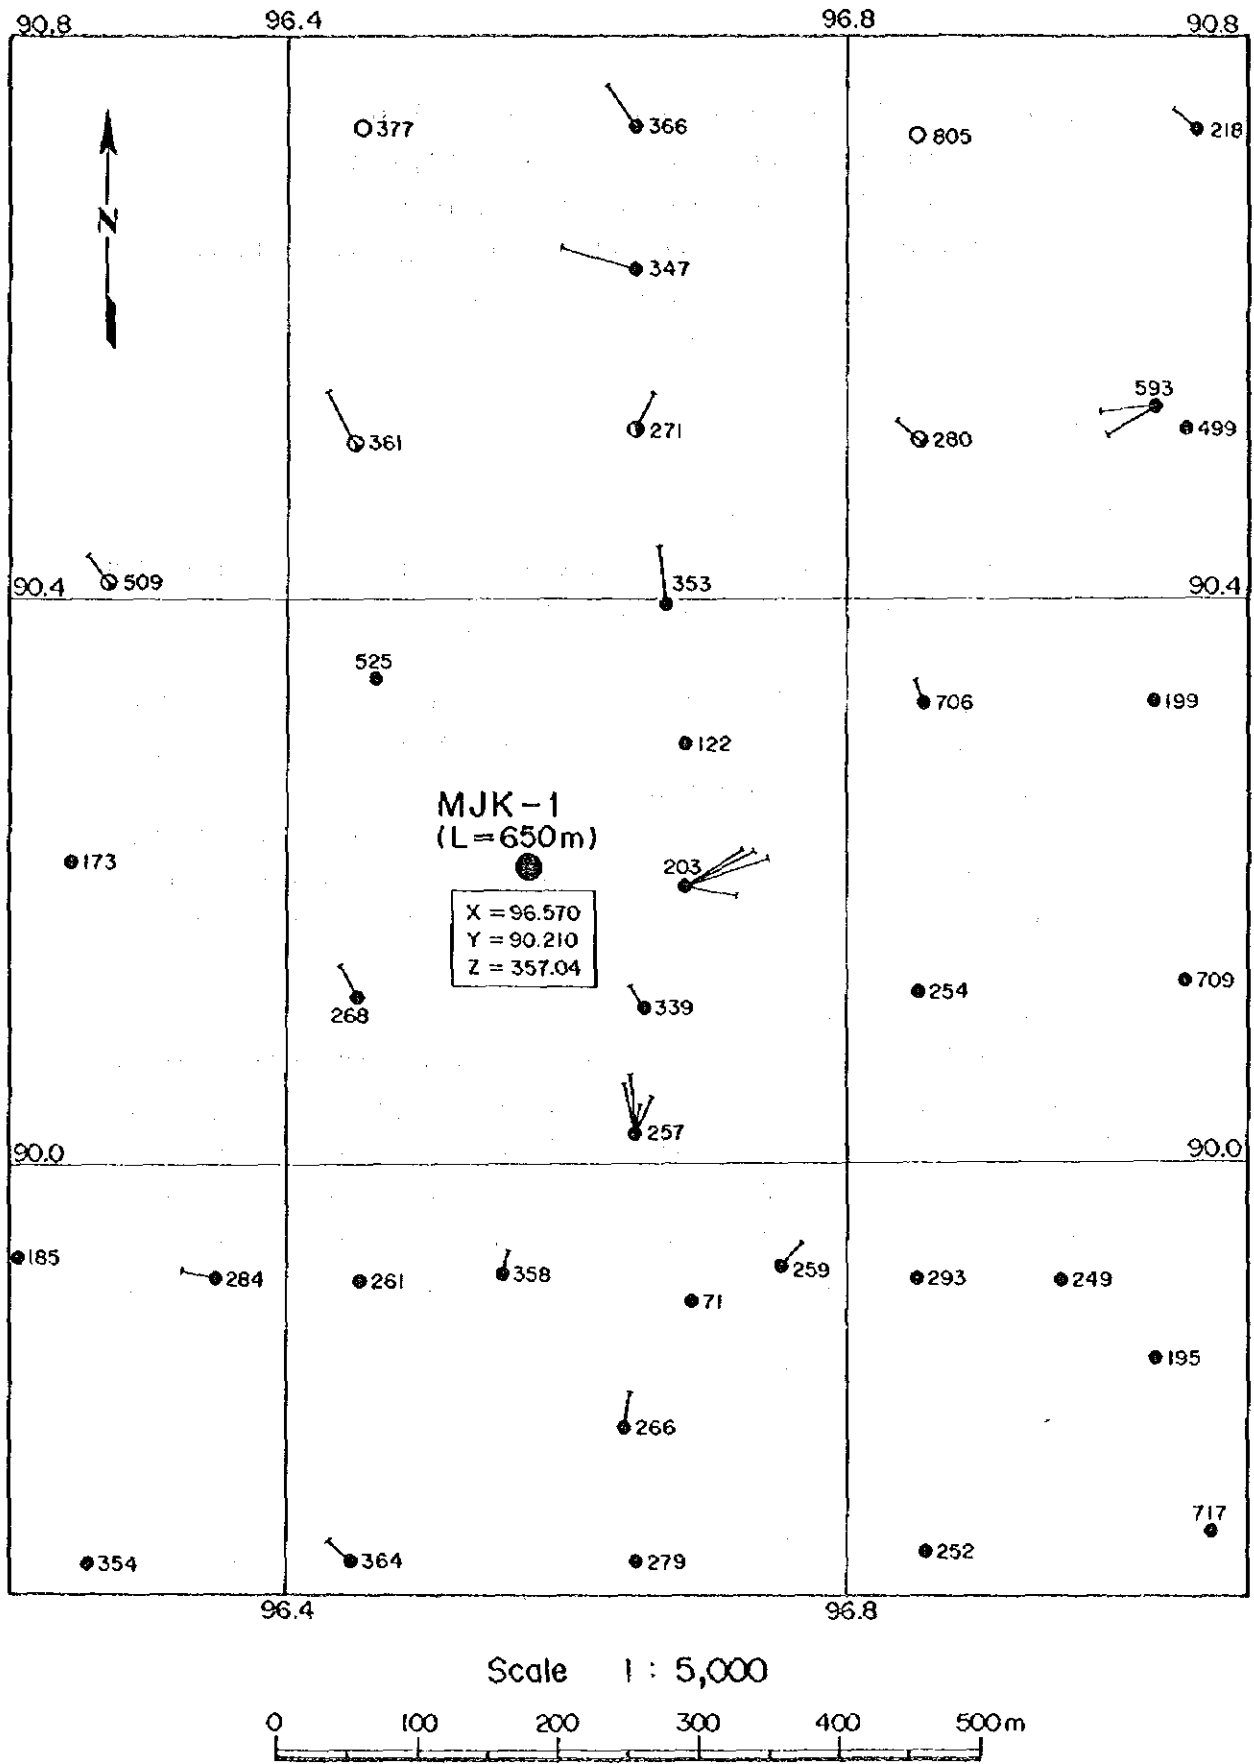 90.8 96.4 96.8 90.8
377 366 805 218
N
347
593
361 271 280 499
509 353
90.4 90.4
525
706 199
122
MJK-1
(L=650m)
173 203
X = 96.570
Y = 90.210
Z = 357.04
254 709
268 339
257
90.0 90.0
185 284 261 358 259 293 249
71
195
266
717
354 364 279 252
96.4 96.8
Scale 1 : 5,000
0 100 200 300 400 500m